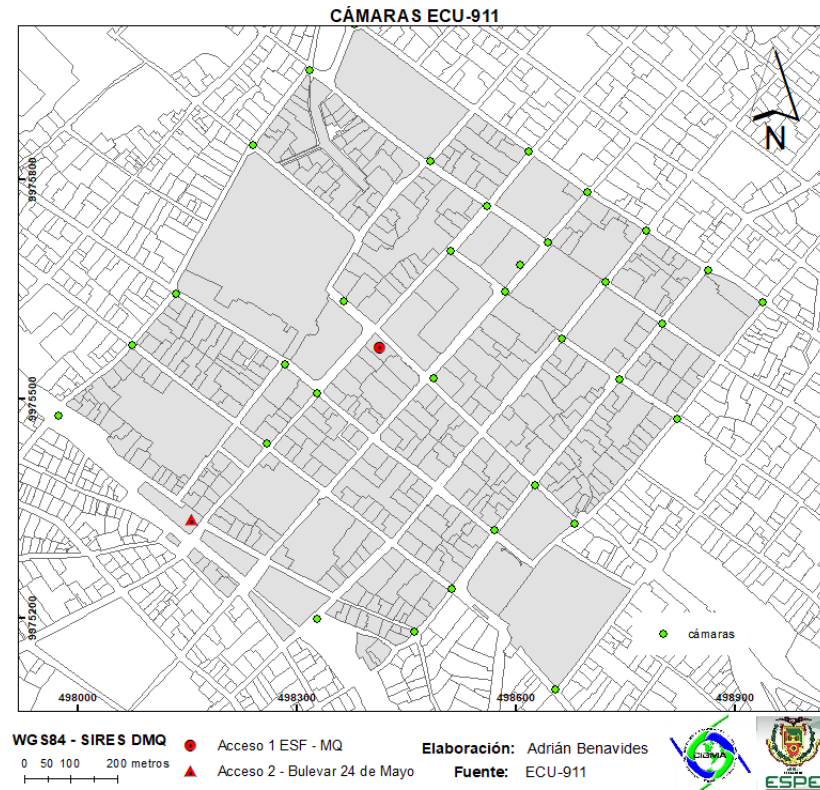 CÁMARAS ECU-911
N
9975800
9975500
9975200
cámaras
498000
498300
498600
498900
WGS84 - SIRES DMQ
0 50 100 200 metros
Acceso 1 ESF - MQ
Acceso 2 - Bulevar 24 de Mayo
Elaboración: Adrián Benavides
Fuente: ECU-911
CIGMA
ESPE